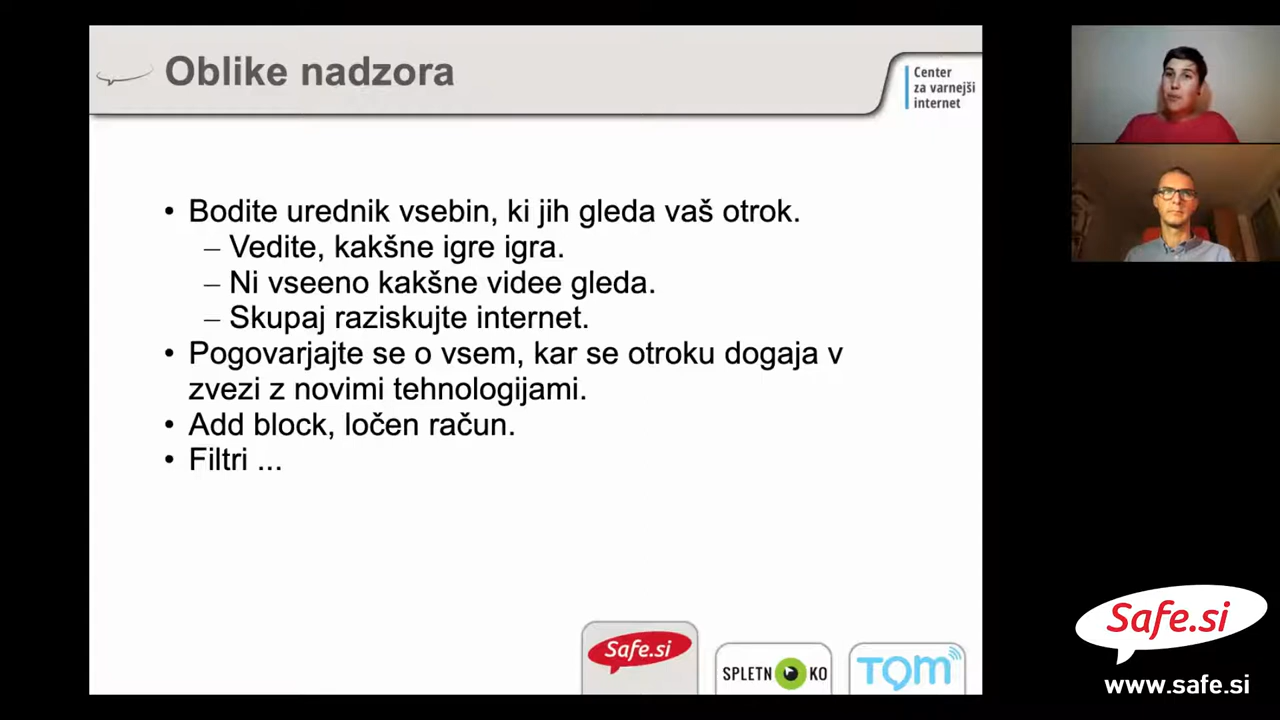 Oblike nadzora
Center
za varnejši
internet
• Bodite urednik vsebin, ki jih gleda vaš otrok.
– Vedite, kakšne igre igra.
– Ni vseeno kakšne videe gleda.
– Skupaj raziskujte internet.
• Pogovarjajte se o vsem, kar se otroku dogaja v
zvezi z novimi tehnologijami.
• Add block, ločen račun.
• Filtri ...
Safe.si
SPLETNOKO
TOM
Safe.si
www.safe.si